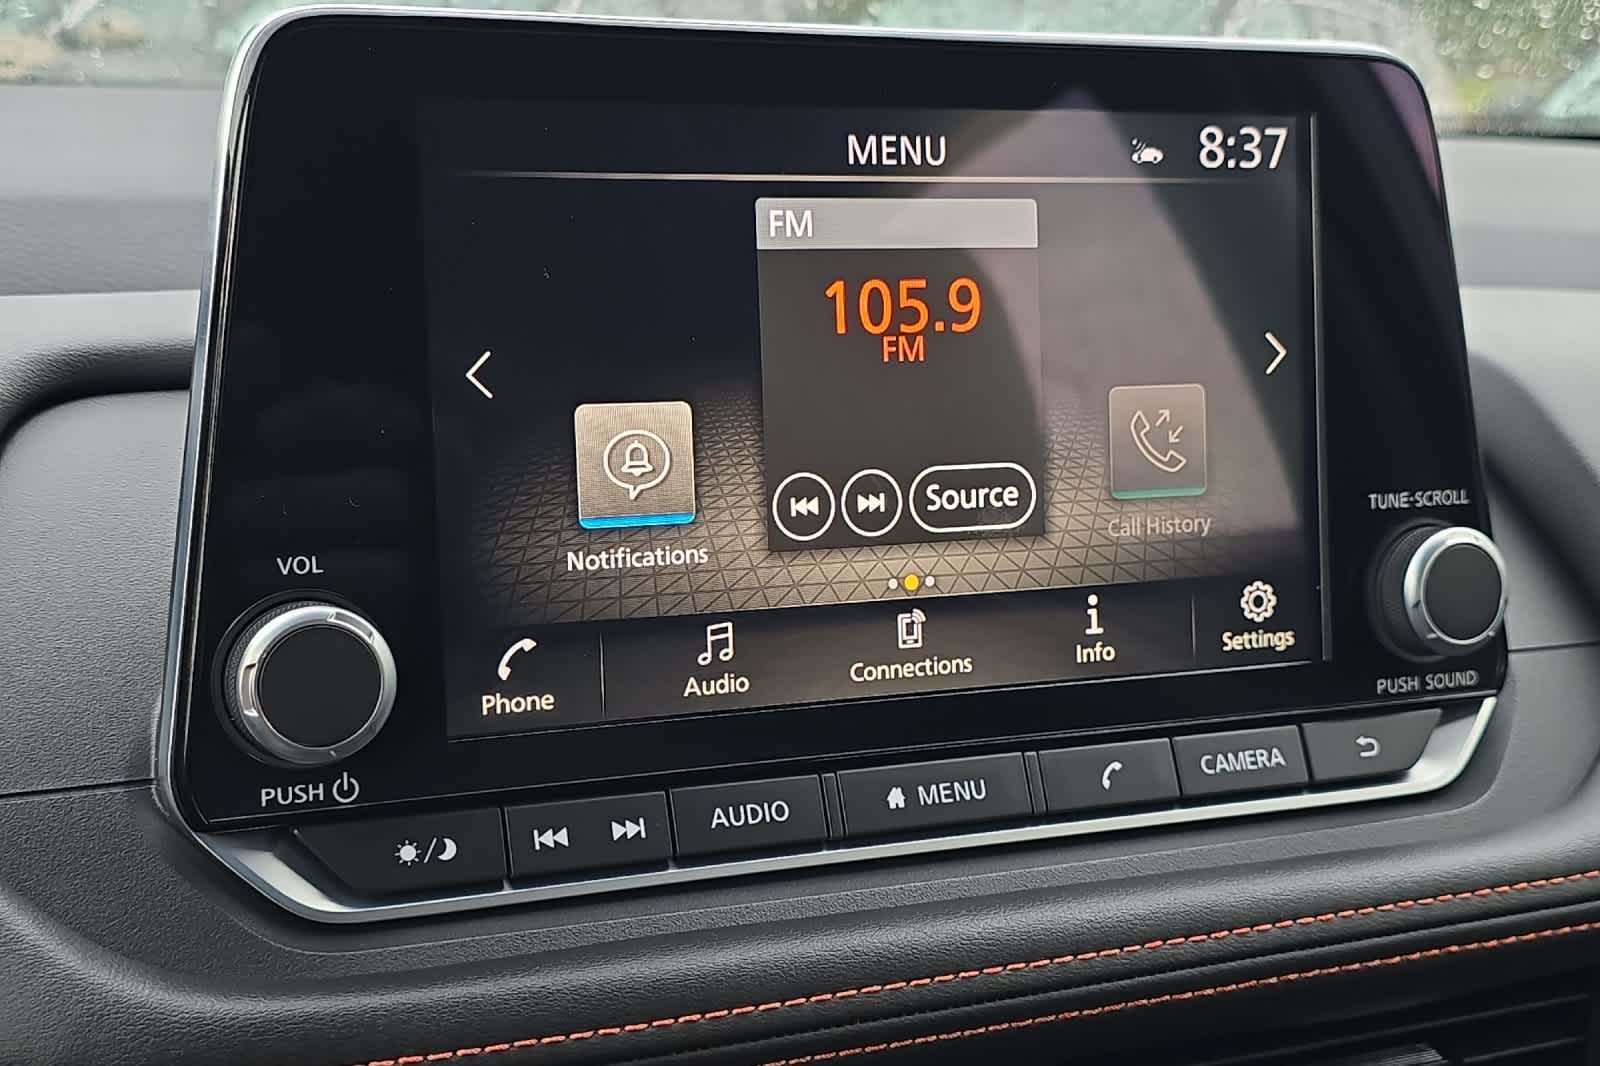 MENU
8:37
FM
105.9
FM
Source
Notifications
Call History
Phone
Audio
Connections
Info
Settings
VOL
PUSH
TUNE·SCROLL
PUSH SOUND
AUDIO
MENU
CAMERA